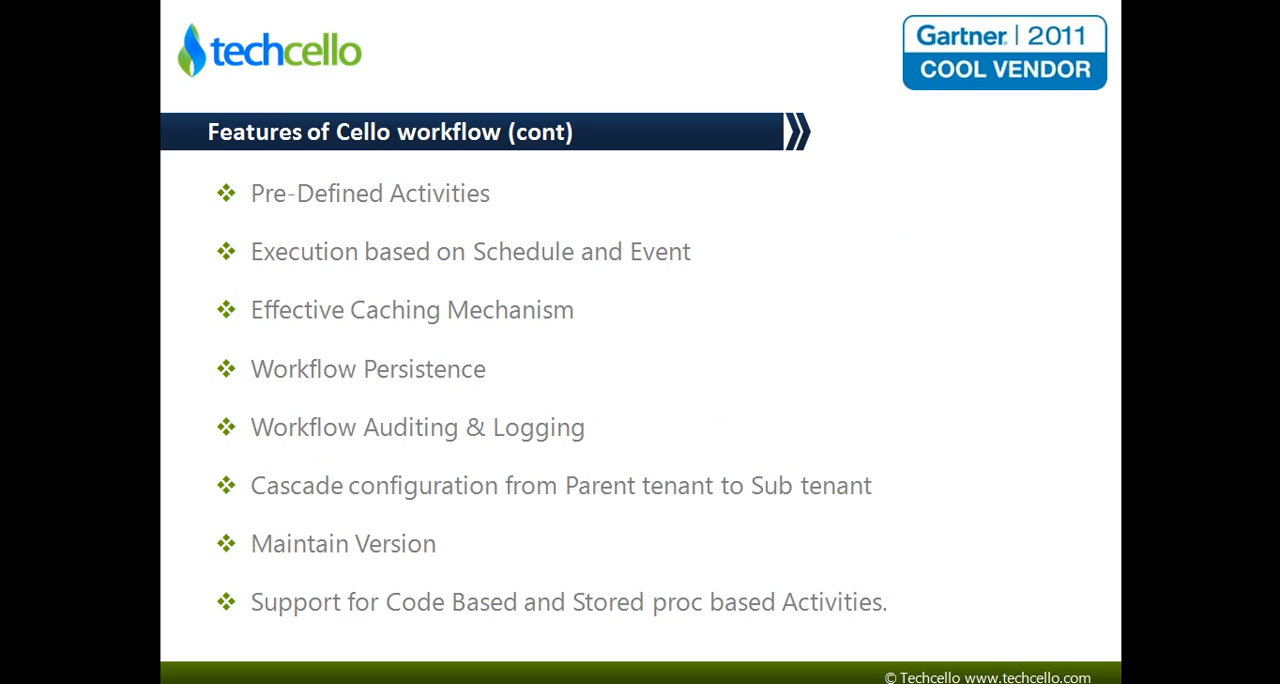 techcello
Gartner | 2011
COOL VENDOR
Features of Cello workflow (cont)
Pre-Defined Activities
Execution based on Schedule and Event
Effective Caching Mechanism
Workflow Persistence
Workflow Auditing & Logging
Cascade configuration from Parent tenant to Sub tenant
Maintain Version
Support for Code Based and Stored proc based Activities.
© Techcello www.techcello.com